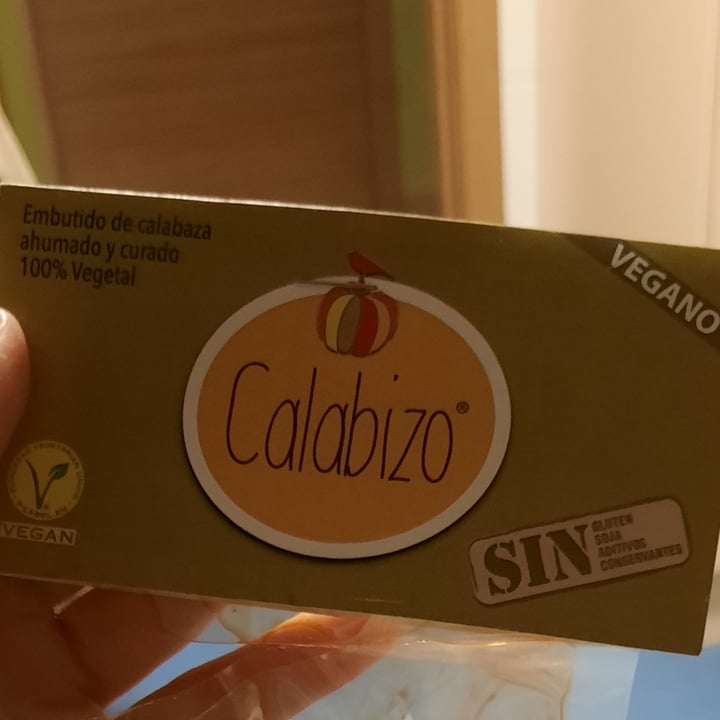 Embutido de calabaza
ahumado y curado
100% Vegetal
VEGANO
Calabizo®
VEGAN
SIN
GLUTEN
SOJA
ADITIVOS
CONSERVANTES